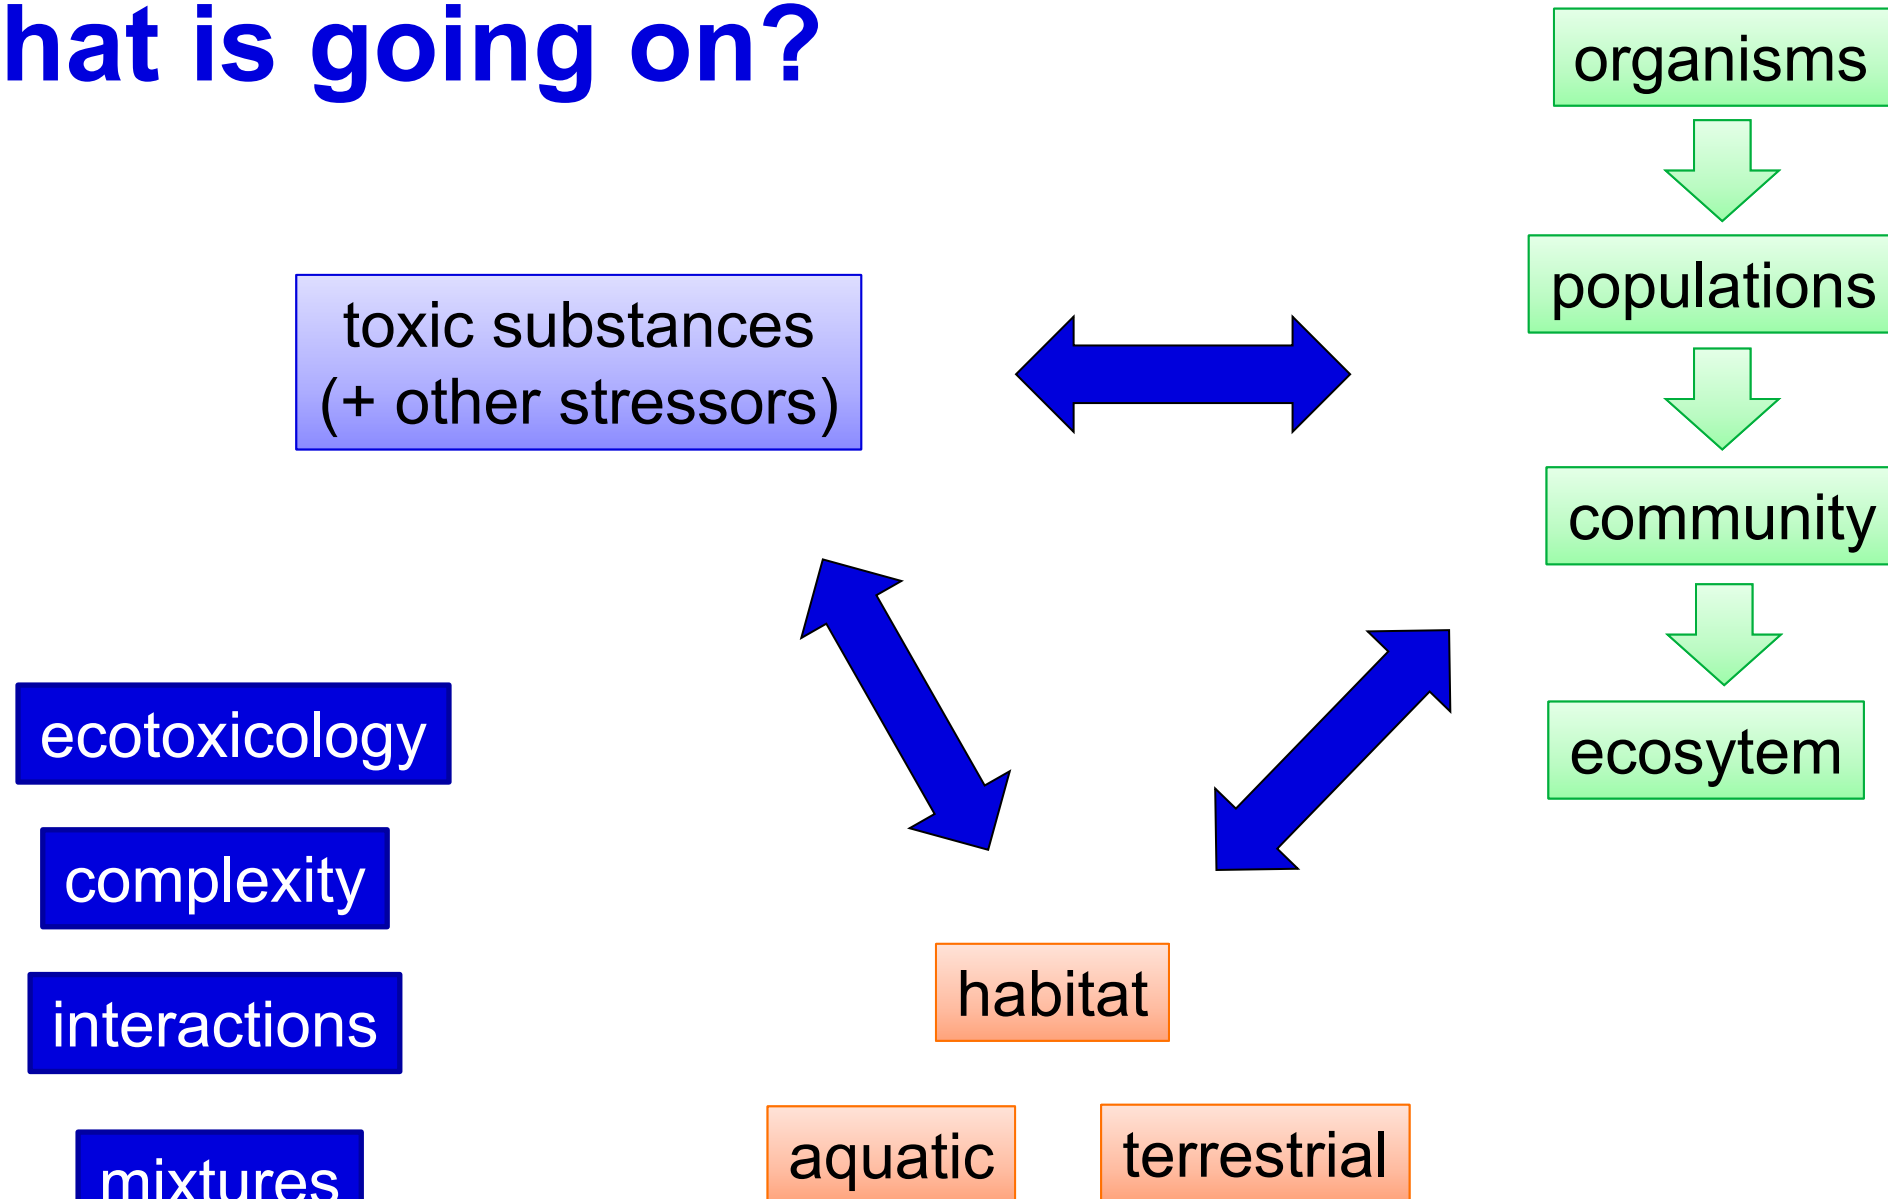 hat is going on?
organisms
populations
toxic substances
(+ other stressors)
community
ecosytem
ecotoxicology
complexity
interactions
mixtures
habitat
aquatic
terrestrial